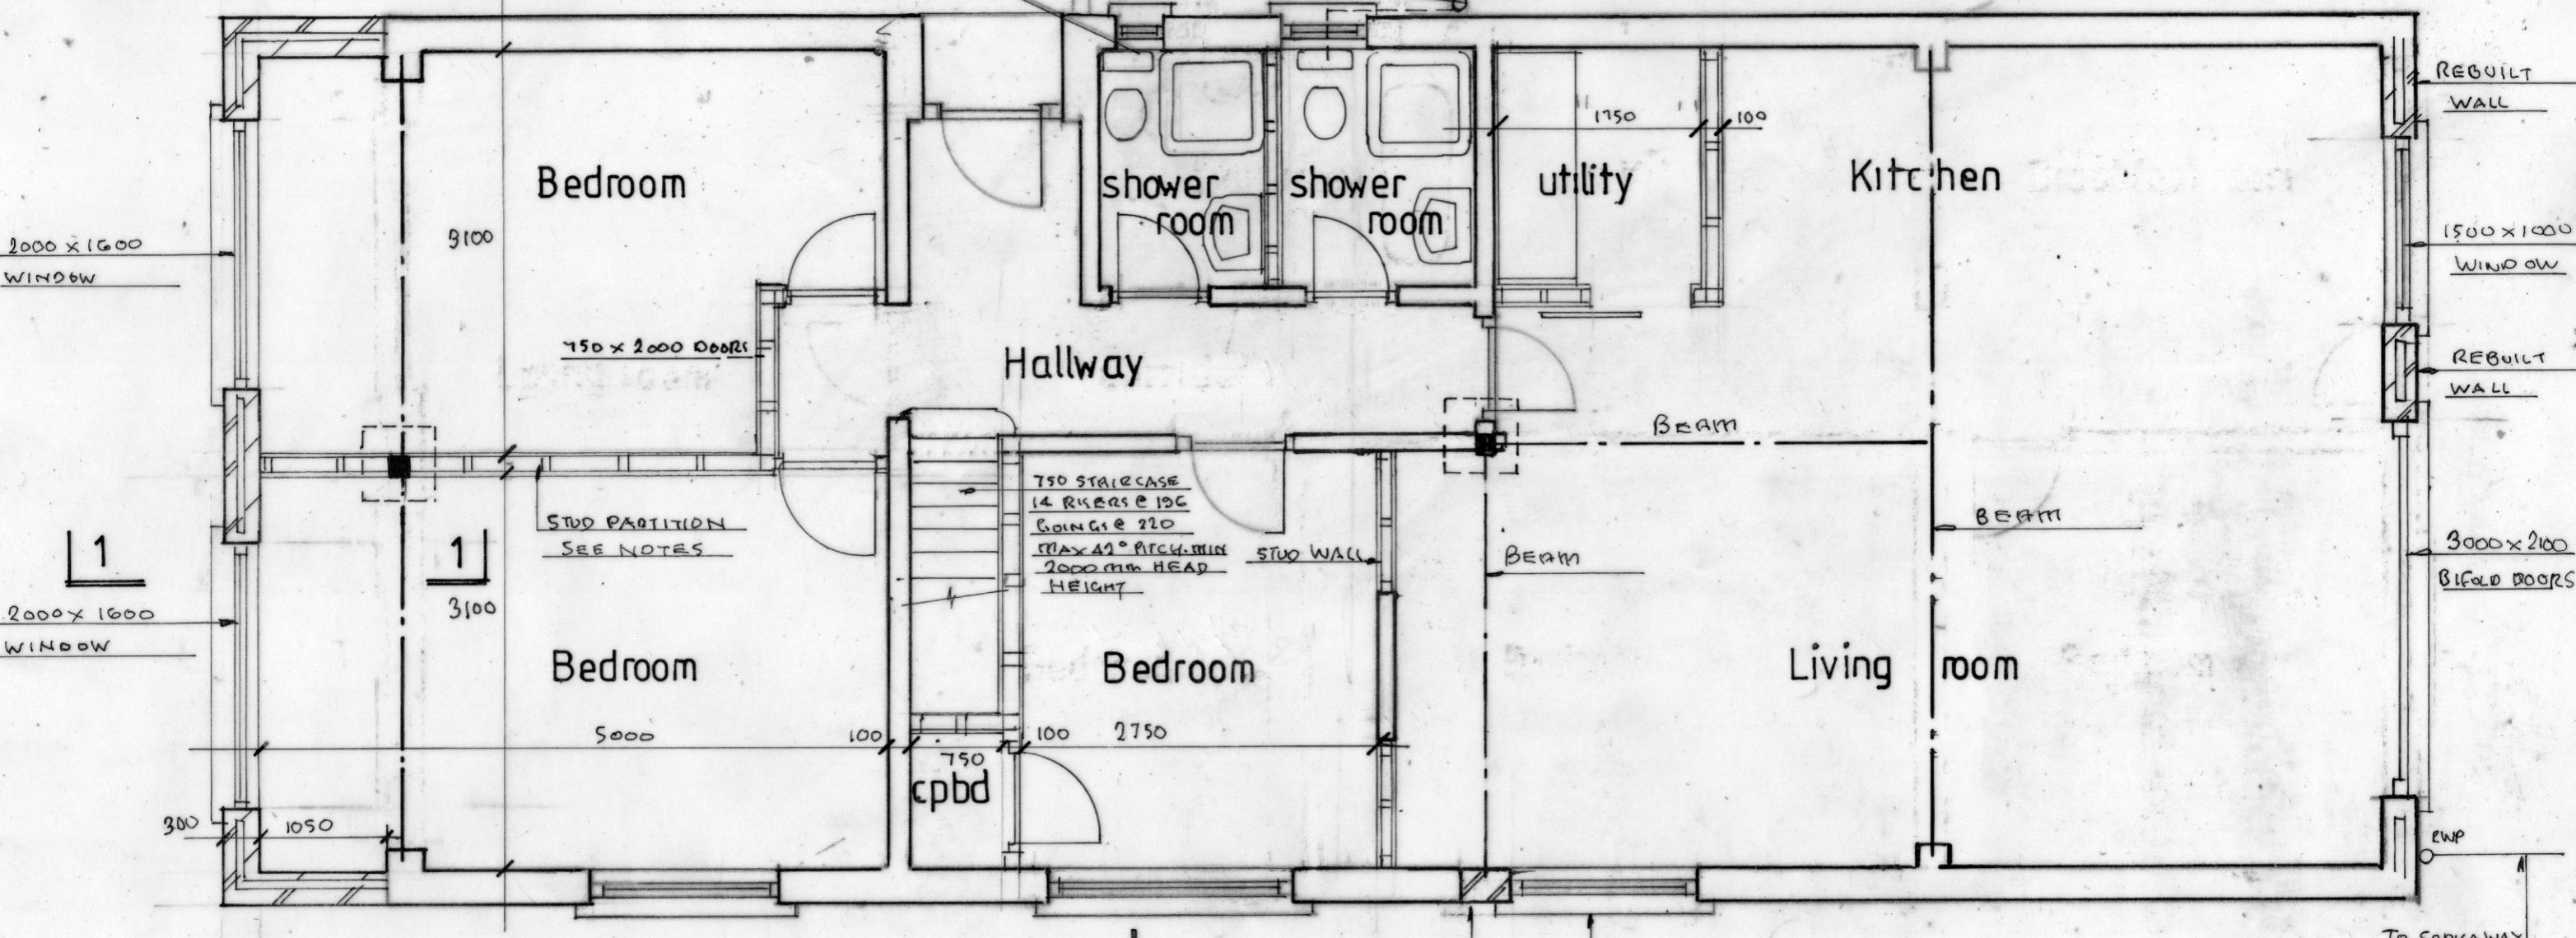 REBUILT
WALL
1750
100
Bedroom
shower
room
shower
room
utility
Kitchen
2000 x 1600
WINDOW
3100
1500 x 1000
WINDOW
750 x 2000 DOORS
Hallway
REBUILT
WALL
BEAM
750 STAIRCASE
14 RISERS @ 196
GOINGS @ 220
MAX 42° PITCH. MIN
2000 mm HEAD
HEIGHT
STUD PARTITION
SEE NOTES
STUD WALL
BEAM
BEAM
3000 x 2100
BIFOLD DOORS
1
1
2000 x 1600
WINDOW
3100
Bedroom
Bedroom
Living room
5000
100
750
100
2750
cpbd
300
1050
RWP
TO SOAKAWAY